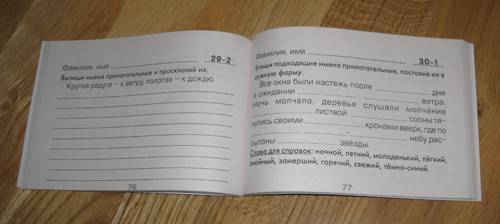 Фамилия, имя
29-2
Выпиши имена прилагательные и просклоняй их.
Крутая радуга – к ветру, пологая – к дождю.
76
Фамилия, имя
30-1
Впиши подходящие имена прилагательные, поставив их в
нужную форму.
Все окна были настежь после дня
в ожидании ветра.
Ночь молчала, деревья слушали молчание
листвой. сосны тя-
нулись своими кронами вверх, где по
небу рас-
сыпаны звёзды.
Слова для справок: ночной, летний, молоденький, лёгкий,
знойный, замерший, горячий, свежий, тёмно-синий.
77